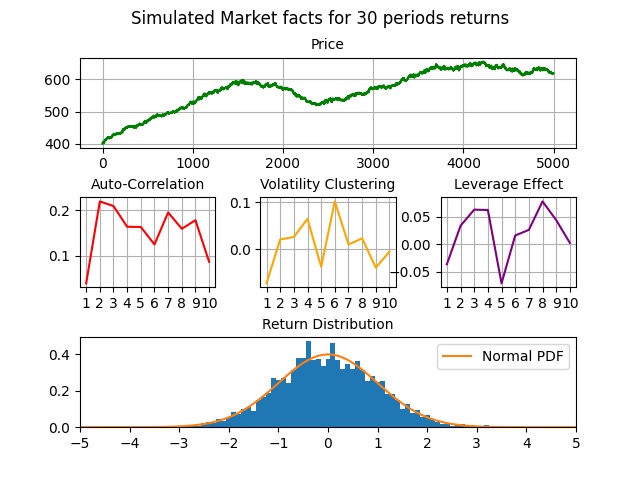 Simulated Market facts for 30 periods returns
Price
600
500
400
0 1000 2000 3000 4000 5000
Auto-Correlation Volatility Clustering Leverage Effect
0.2
0.1
1 2 3 4 5 6 7 8 9 10
0.1
0.0
1 2 3 4 5 6 7 8 9 10
0.05
0.00
−0.05
1 2 3 4 5 6 7 8 9 10
Return Distribution
0.4
0.2
0.0
Normal PDF
−5 −4 −3 −2 −1 0 1 2 3 4 5